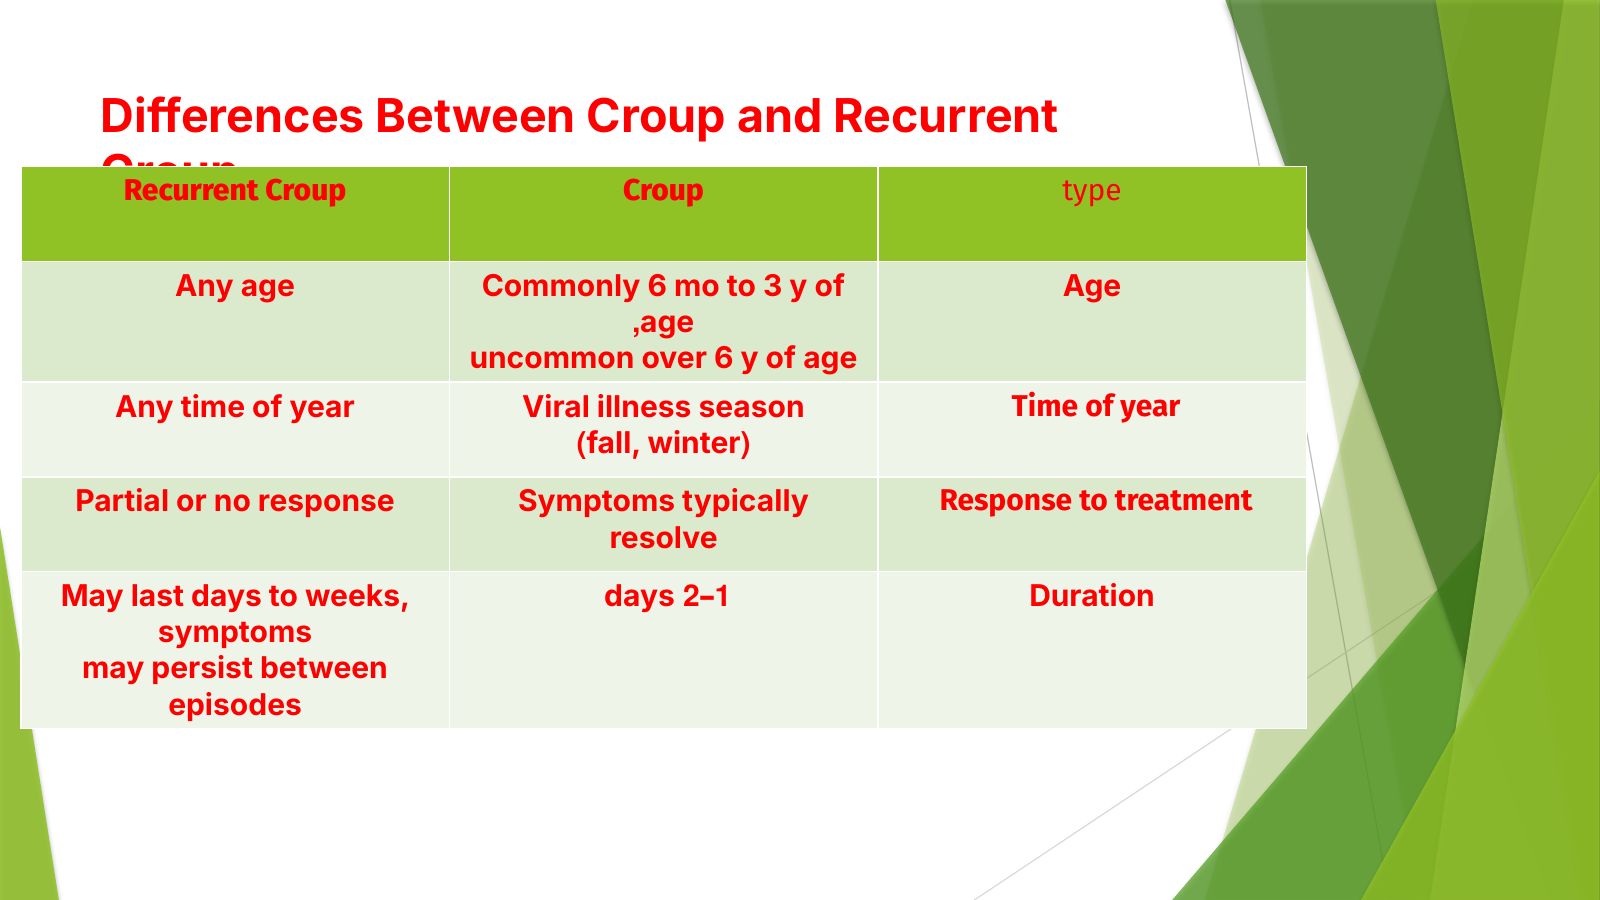 Differences Between Croup and Recurrent
Croup
Recurrent Croup
Croup
type
Any age
Commonly 6 mo to 3 y of
,age
uncommon over 6 y of age
Age
Any time of year
Viral illness season
(fall, winter)
Time of year
Partial or no response
Symptoms typically
resolve
Response to treatment
May last days to weeks,
symptoms
may persist between
episodes
days 2–1
Duration